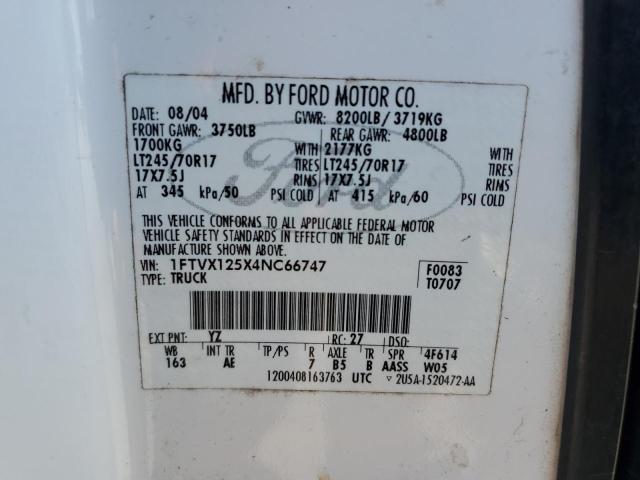 MFD. BY FORD MOTOR CO.
DATE: 08/04 GVWR: 8200LB/ 3719KG
FRONT GAWR: 3750LB REAR GAWR: 4800LB
1700KG WITH 2177KG WITH
LT245/70R17 TIRES LT245/70R17 TIRES
17X7.5J RIMS 17X7.5J RIMS
AT 345 kPa/50 PSI COLD AT 415 kPa/60 PSI COLD
Ford
THIS VEHICLE CONFORMS TO ALL APPLICABLE FEDERAL MOTOR
VEHICLE SAFETY STANDARDS IN EFFECT ON THE DATE OF
MANUFACTURE SHOWN ABOVE.
VIN: 1FTVX125X4NC66747 F0083
TYPE: TRUCK T0707
EXT PNT: YZ RC: 27 DSO:
WB INT TR TP/PS R AXLE TR SPR 4F614
163 AE 7 B5 B AASS W05
1200408163763 UTC ▽ 2U5A-1520472-AA